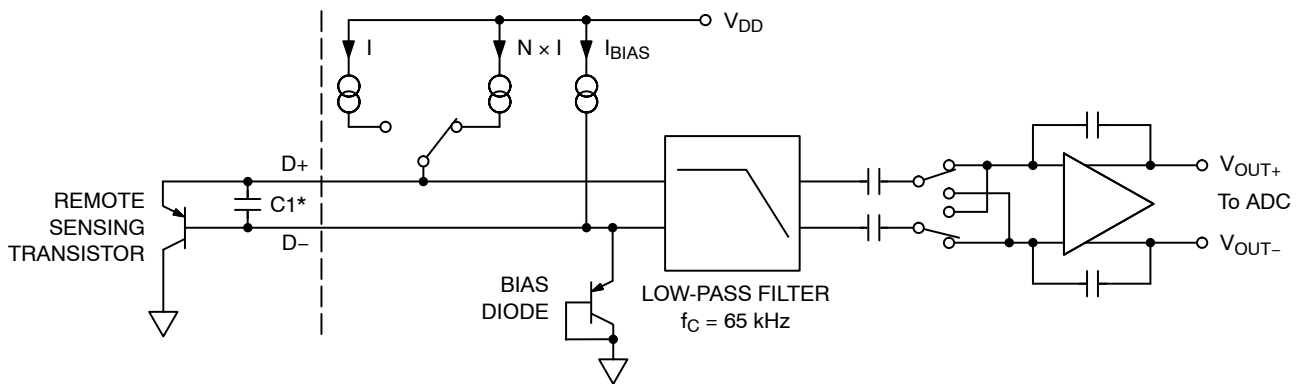 V_DD
I
N × I
I_BIAS
D+
REMOTE
SENSING
TRANSISTOR
C1*
D−
BIAS
DIODE
LOW-PASS FILTER
f_C = 65 kHz
V_OUT+
To ADC
V_OUT−